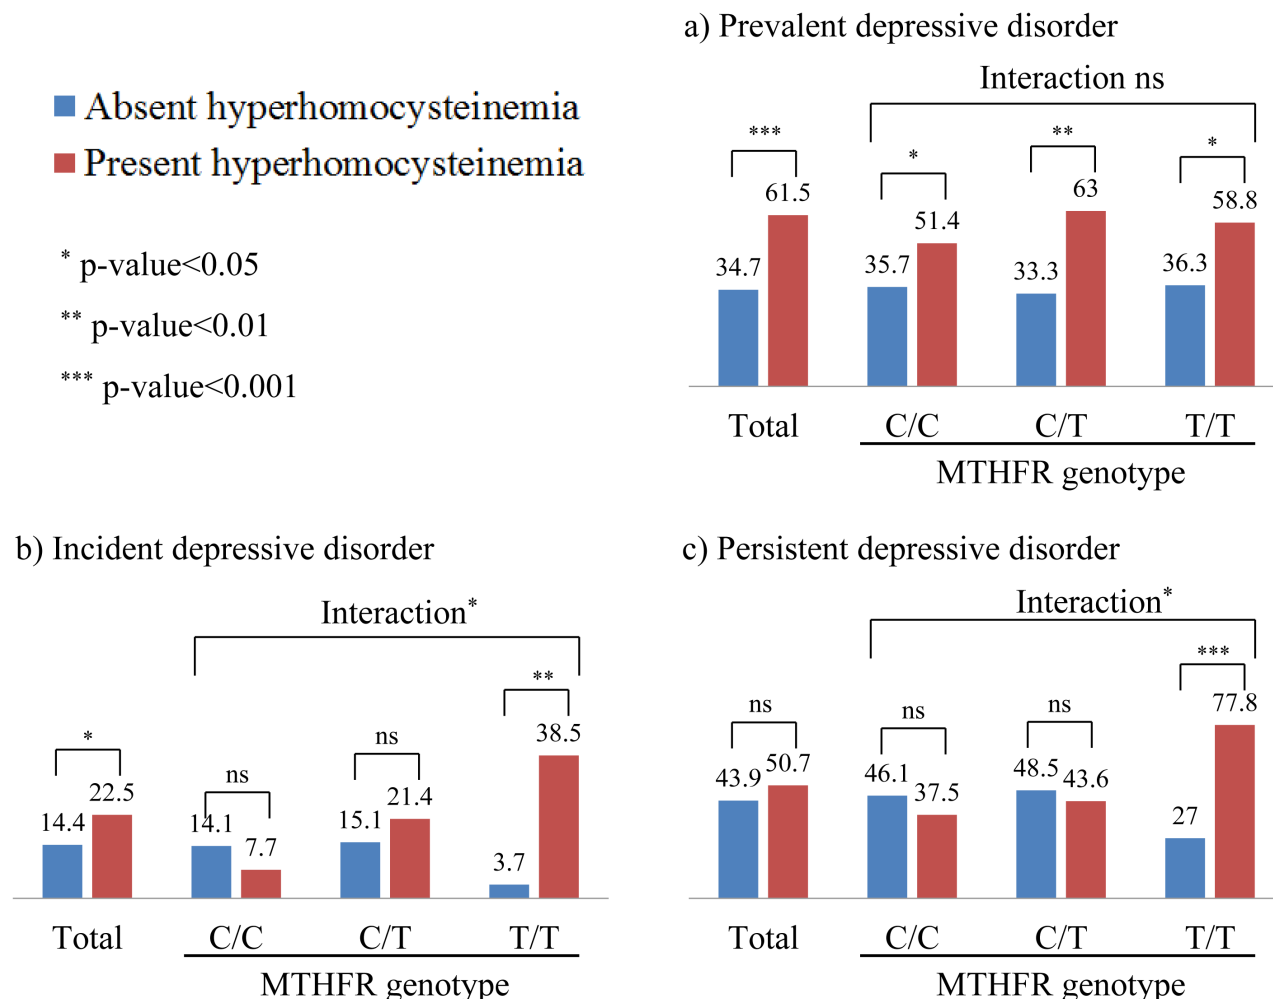 a) Prevalent depressive disorder
Absent hyperhomocysteinemia
Present hyperhomocysteinemia
* p-value<0.05
** p-value<0.01
*** p-value<0.001
Interaction ns
*** * ** *
34.7 61.5 35.7 51.4 33.3 63 36.3 58.8
Total C/C C/T T/T
MTHFR genotype
b) Incident depressive disorder
Interaction*
* ns ns **
14.4 22.5 14.1 7.7 15.1 21.4 3.7 38.5
Total C/C C/T T/T
MTHFR genotype
c) Persistent depressive disorder
Interaction*
ns ns ns ***
43.9 50.7 46.1 37.5 48.5 43.6 27 77.8
Total C/C C/T T/T
MTHFR genotype